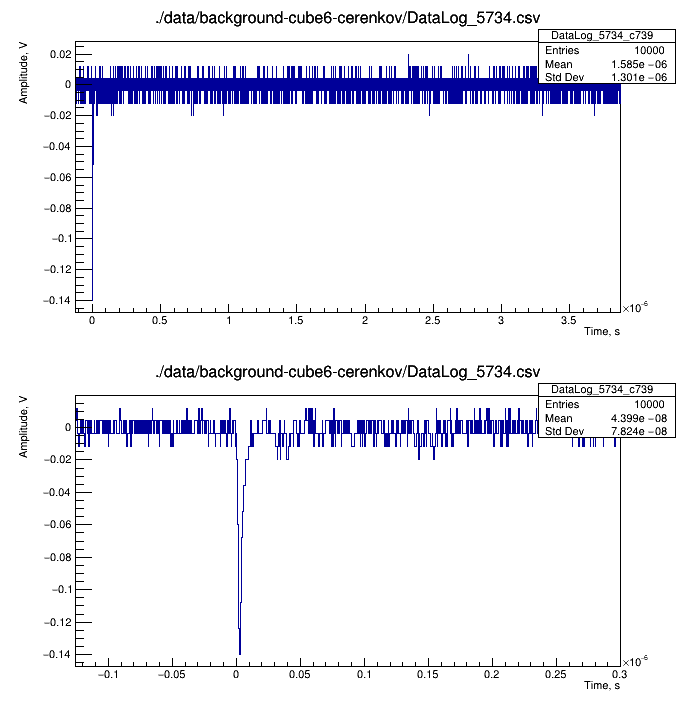 ./data/background-cube6-cerenkov/DataLog_5734.csv
DataLog_5734_c739
Entries 10000
Mean 1.585e −06
Std Dev 1.301e −06
Amplitude, V
0.02
0
−0.02
−0.04
−0.06
−0.08
−0.1
−0.12
−0.14
0 0.5 1 1.5 2 2.5 3 3.5
×10^-6
Time, s
./data/background-cube6-cerenkov/DataLog_5734.csv
DataLog_5734_c739
Entries 10000
Mean 4.399e −08
Std Dev 7.824e −08
Amplitude, V
0
−0.02
−0.04
−0.06
−0.08
−0.1
−0.12
−0.14
−0.1 −0.05 0 0.05 0.1 0.15 0.2 0.25 0.3
×10^-6
Time, s